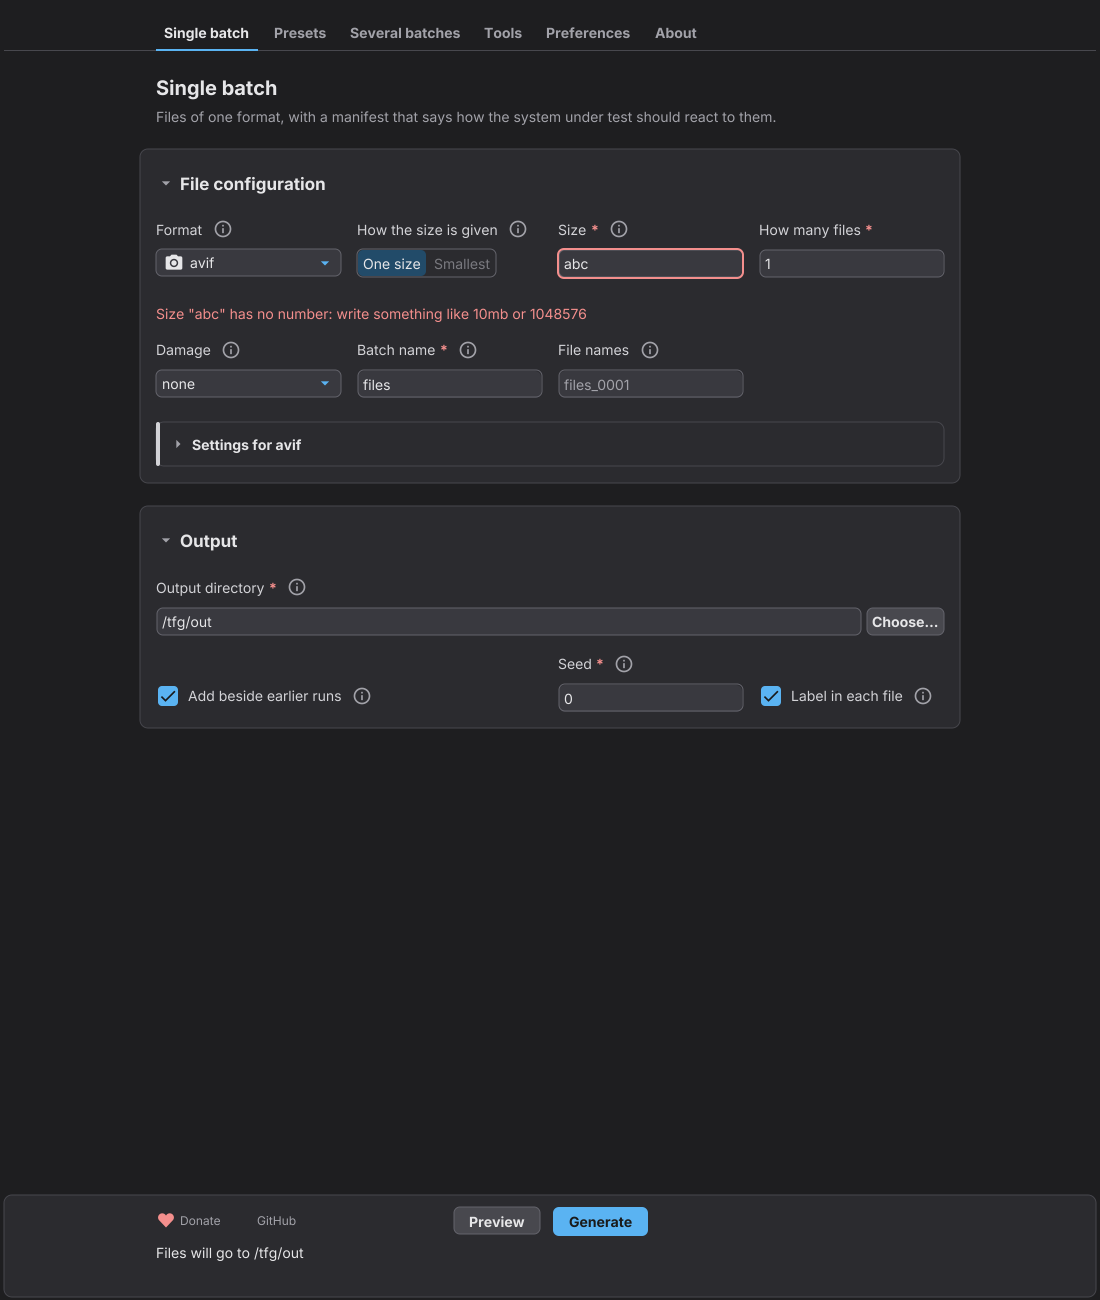 Single batch Presets Several batches Tools Preferences About
Single batch
Files of one format, with a manifest that says how the system under test should react to them.
File configuration
Format How the size is given Size * How many files *
avif One size Smallest abc 1
Size "abc" has no number: write something like 10mb or 1048576
Damage Batch name * File names
none files files_0001
Settings for avif
Output
Output directory *
/tfg/out Choose...
Seed *
Add beside earlier runs 0 Label in each file
Donate GitHub Preview Generate
Files will go to /tfg/out